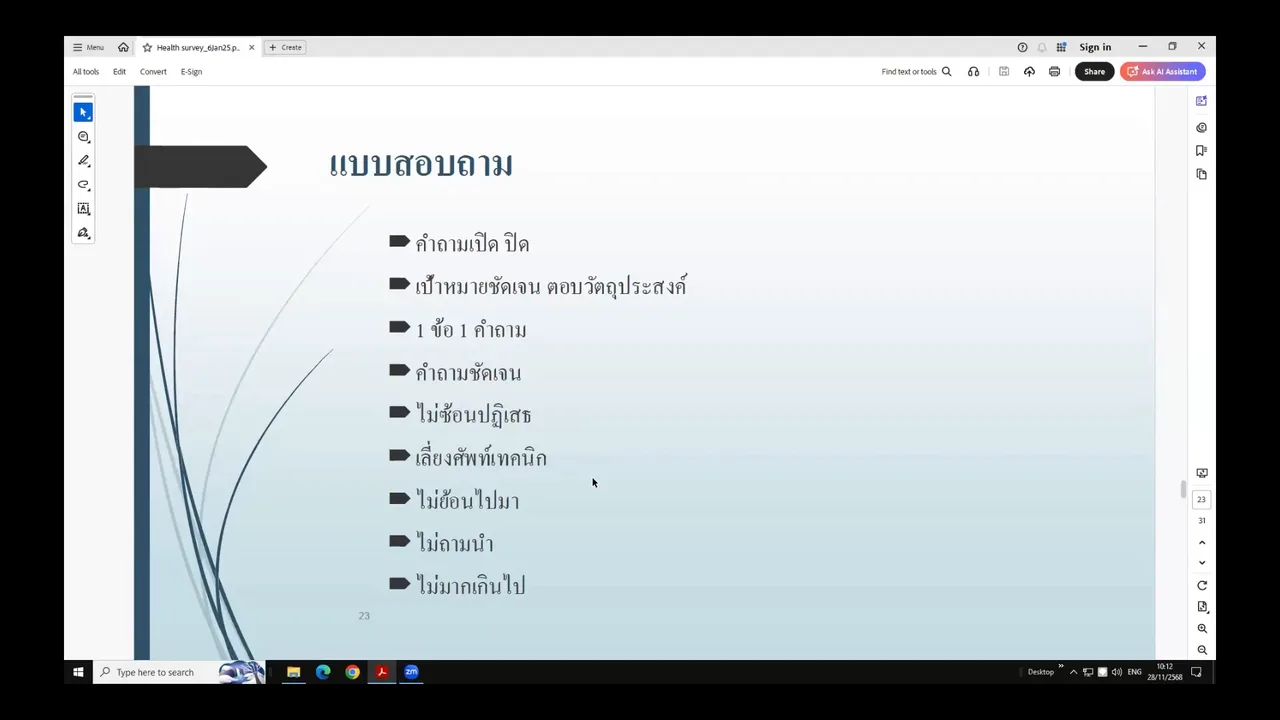 Menu
Health survey_6Jan25.p..
Create
Sign in
All tools Edit Convert E-Sign
Find text or tools
Share
Ask AI Assistant
แบบสอบถาม
คำถามเปิด ปิด
เป้าหมายชัดเจน ตอบวัตถุประสงค์
1 ข้อ 1 คำถาม
คำถามชัดเจน
ไม่ซ้อนปฏิเสธ
เลี่ยงศัพท์เทคนิก
ไม่ย้อนไปมา
ไม่ถามนำ
ไม่มากเกินไป
23
23
31
Type here to search
zm
Desktop
ENG
10:12
28/11/2568